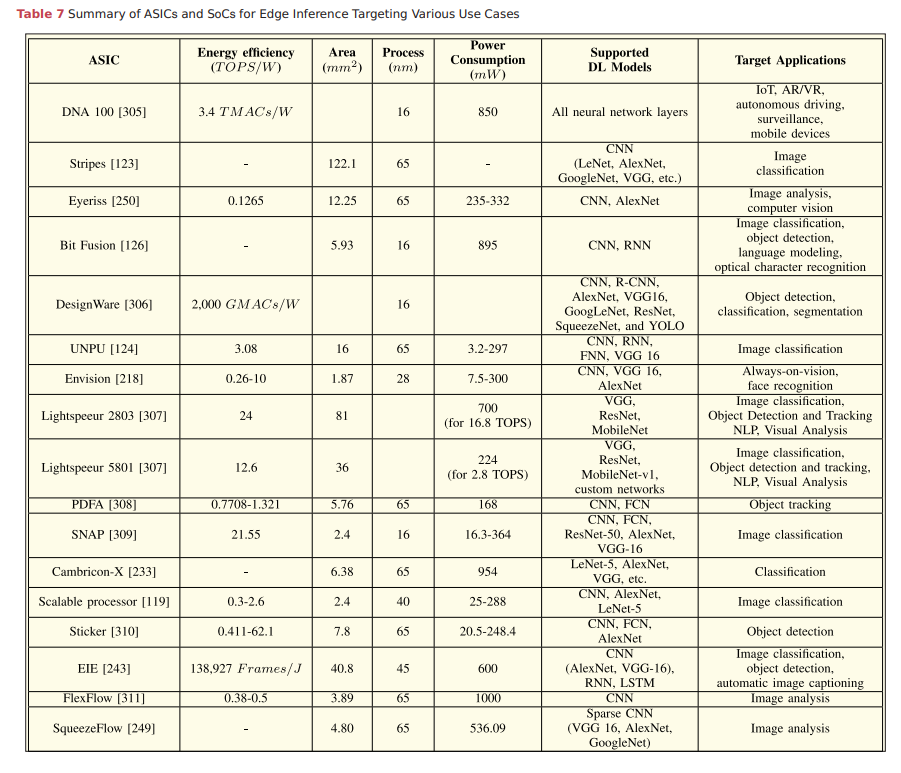 Table 7 Summary of ASICs and SoCs for Edge Inference Targeting Various Use Cases
ASIC Energy efficiency (TOPS/W) Area (mm²) Process (nm) Power Consumption (mW) Supported DL Models Target Applications
DNA 100 [305] 3.4 TMACs/W 16 850 All neural network layers IoT, AR/VR, autonomous driving, surveillance, mobile devices
Stripes [123] - 122.1 65 - CNN (LeNet, AlexNet, GoogleNet, VGG, etc.) Image classification
Eyeriss [250] 0.1265 12.25 65 235-332 CNN, AlexNet Image analysis, computer vision
Bit Fusion [126] - 5.93 16 895 CNN, RNN Image classification, object detection, language modeling, optical character recognition
DesignWare [306] 2,000 GMACs/W 16 CNN, R-CNN, AlexNet, VGG16, GoogLeNet, ResNet, SqueezeNet, and YOLO Object detection, classification, segmentation
UNPU [124] 3.08 16 65 3.2-297 CNN, RNN, FNN, VGG 16 Image classification
Envision [218] 0.26-10 1.87 28 7.5-300 CNN, VGG 16, AlexNet Always-on-vision, face recognition
Lightspeeur 2803 [307] 24 81 700 (for 16.8 TOPS) VGG, ResNet, MobileNet Image classification, Object Detection and Tracking NLP, Visual Analysis
Lightspeeur 5801 [307] 12.6 36 224 (for 2.8 TOPS) VGG, ResNet, MobileNet-v1, custom networks Image classification, Object detection and tracking, NLP, Visual Analysis
PDFA [308] 0.7708-1.321 5.76 65 168 CNN, FCN Object tracking
SNAP [309] 21.55 2.4 16 16.3-364 CNN, FCN, ResNet-50, AlexNet, VGG-16 Image classification
Cambricon-X [233] - 6.38 65 954 LeNet-5, AlexNet, VGG, etc. Classification
Scalable processor [119] 0.3-2.6 2.4 40 25-288 CNN, AlexNet, LeNet-5 Image classification
Sticker [310] 0.411-62.1 7.8 65 20.5-248.4 CNN, FCN, AlexNet Object detection
EIE [243] 138,927 Frames/J 40.8 45 600 CNN (AlexNet, VGG-16), RNN, LSTM Image classification, object detection, automatic image captioning
FlexFlow [311] 0.38-0.5 3.89 65 1000 CNN Image analysis
SqueezeFlow [249] - 4.80 65 536.09 Sparse CNN (VGG 16, AlexNet, GoogleNet) Image analysis